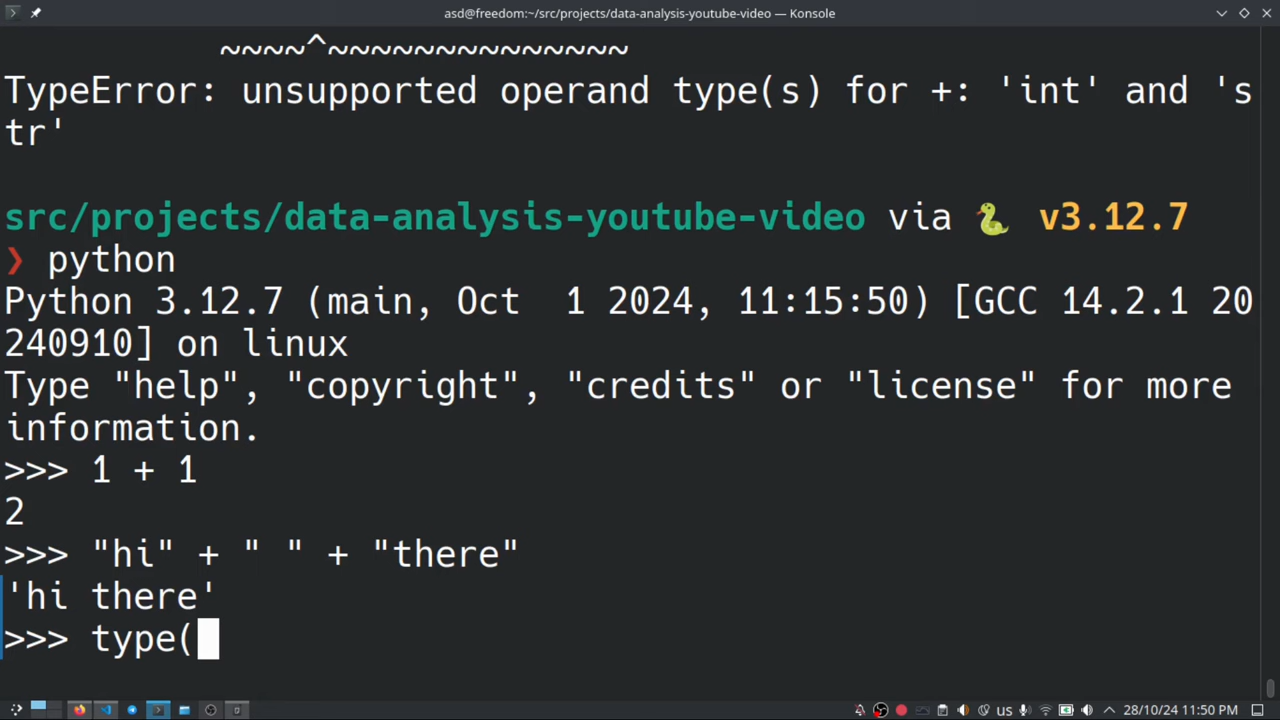 asd@freedom:~/src/projects/data-analysis-youtube-video — Konsole
~~~~^~~~~~~~~~~~~~~
TypeError: unsupported operand type(s) for +: 'int' and 's
tr'
src/projects/data-analysis-youtube-video via 🐍 v3.12.7
❯ python
Python 3.12.7 (main, Oct  1 2024, 11:15:50) [GCC 14.2.1 20
240910] on linux
Type "help", "copyright", "credits" or "license" for more
information.
>>> 1 + 1
2
>>> "hi" + " " + "there"
'hi there'
>>> type(
us 28/10/24 11:50 PM